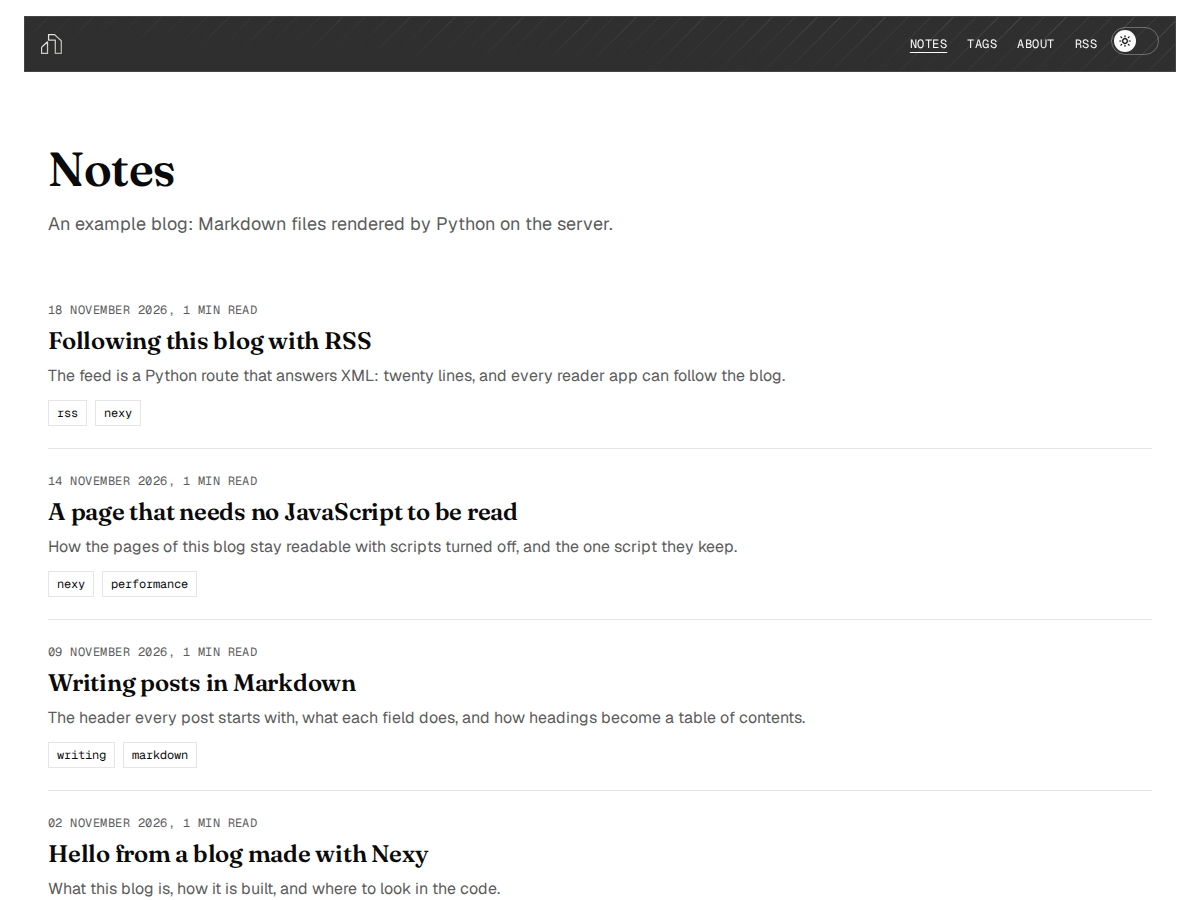 NOTES TAGS ABOUT RSS
Notes
An example blog: Markdown files rendered by Python on the server.
18 NOVEMBER 2026, 1 MIN READ
Following this blog with RSS
The feed is a Python route that answers XML: twenty lines, and every reader app can follow the blog.
rss nexy
14 NOVEMBER 2026, 1 MIN READ
A page that needs no JavaScript to be read
How the pages of this blog stay readable with scripts turned off, and the one script they keep.
nexy performance
09 NOVEMBER 2026, 1 MIN READ
Writing posts in Markdown
The header every post starts with, what each field does, and how headings become a table of contents.
writing markdown
02 NOVEMBER 2026, 1 MIN READ
Hello from a blog made with Nexy
What this blog is, how it is built, and where to look in the code.